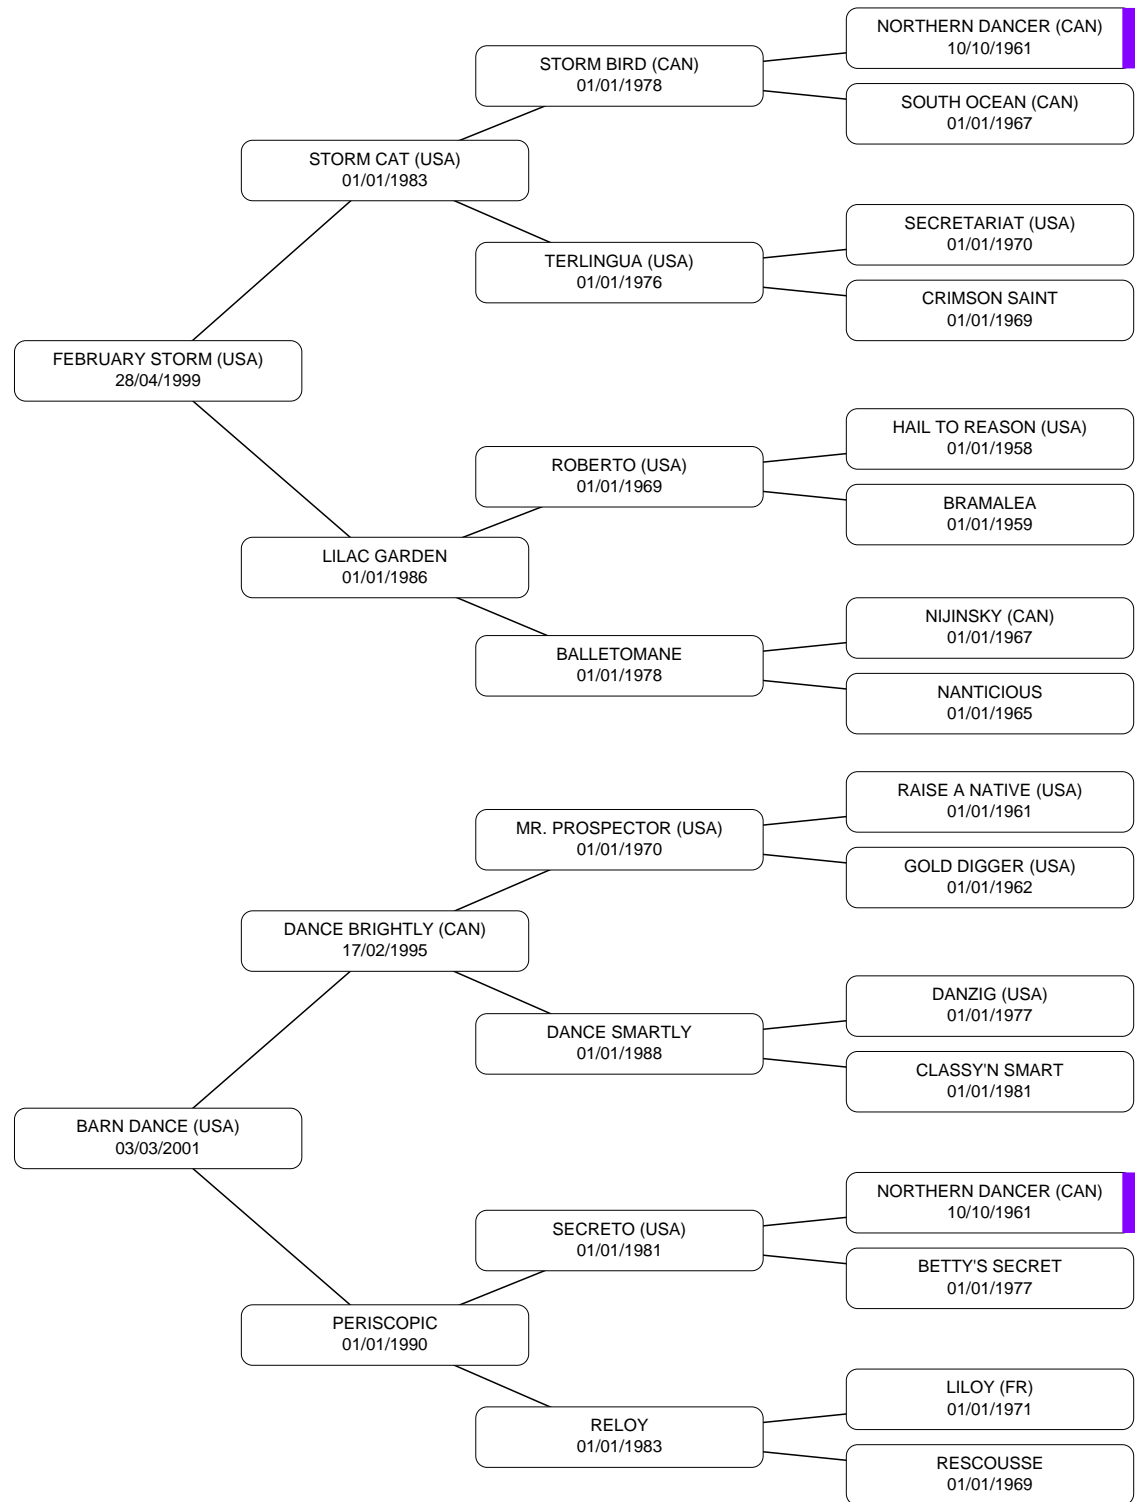 NORTHERN DANCER (CAN)
10/10/1961
STORM BIRD (CAN)
01/01/1978
SOUTH OCEAN (CAN)
01/01/1967
STORM CAT (USA)
01/01/1983
SECRETARIAT (USA)
01/01/1970
TERLINGUA (USA)
01/01/1976
CRIMSON SAINT
01/01/1969
FEBRUARY STORM (USA)
28/04/1999
HAIL TO REASON (USA)
01/01/1958
ROBERTO (USA)
01/01/1969
BRAMALEA
01/01/1959
LILAC GARDEN
01/01/1986
NIJINSKY (CAN)
01/01/1967
BALLETOMANE
01/01/1978
NANTICIOUS
01/01/1965
RAISE A NATIVE (USA)
01/01/1961
MR. PROSPECTOR (USA)
01/01/1970
GOLD DIGGER (USA)
01/01/1962
DANCE BRIGHTLY (CAN)
17/02/1995
DANZIG (USA)
01/01/1977
DANCE SMARTLY
01/01/1988
CLASSY'N SMART
01/01/1981
BARN DANCE (USA)
03/03/2001
NORTHERN DANCER (CAN)
10/10/1961
SECRETO (USA)
01/01/1981
BETTY'S SECRET
01/01/1977
PERISCOPIC
01/01/1990
LILOY (FR)
01/01/1971
RELOY
01/01/1983
RESCOUSSE
01/01/1969